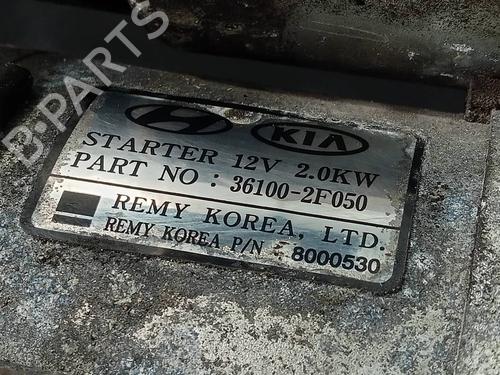 B-PARTS
KIA
STARTER 12V 2.0KW
PART NO : 36100-2F050
REMY KOREA, LTD.
REMY KOREA P/N : 8000530